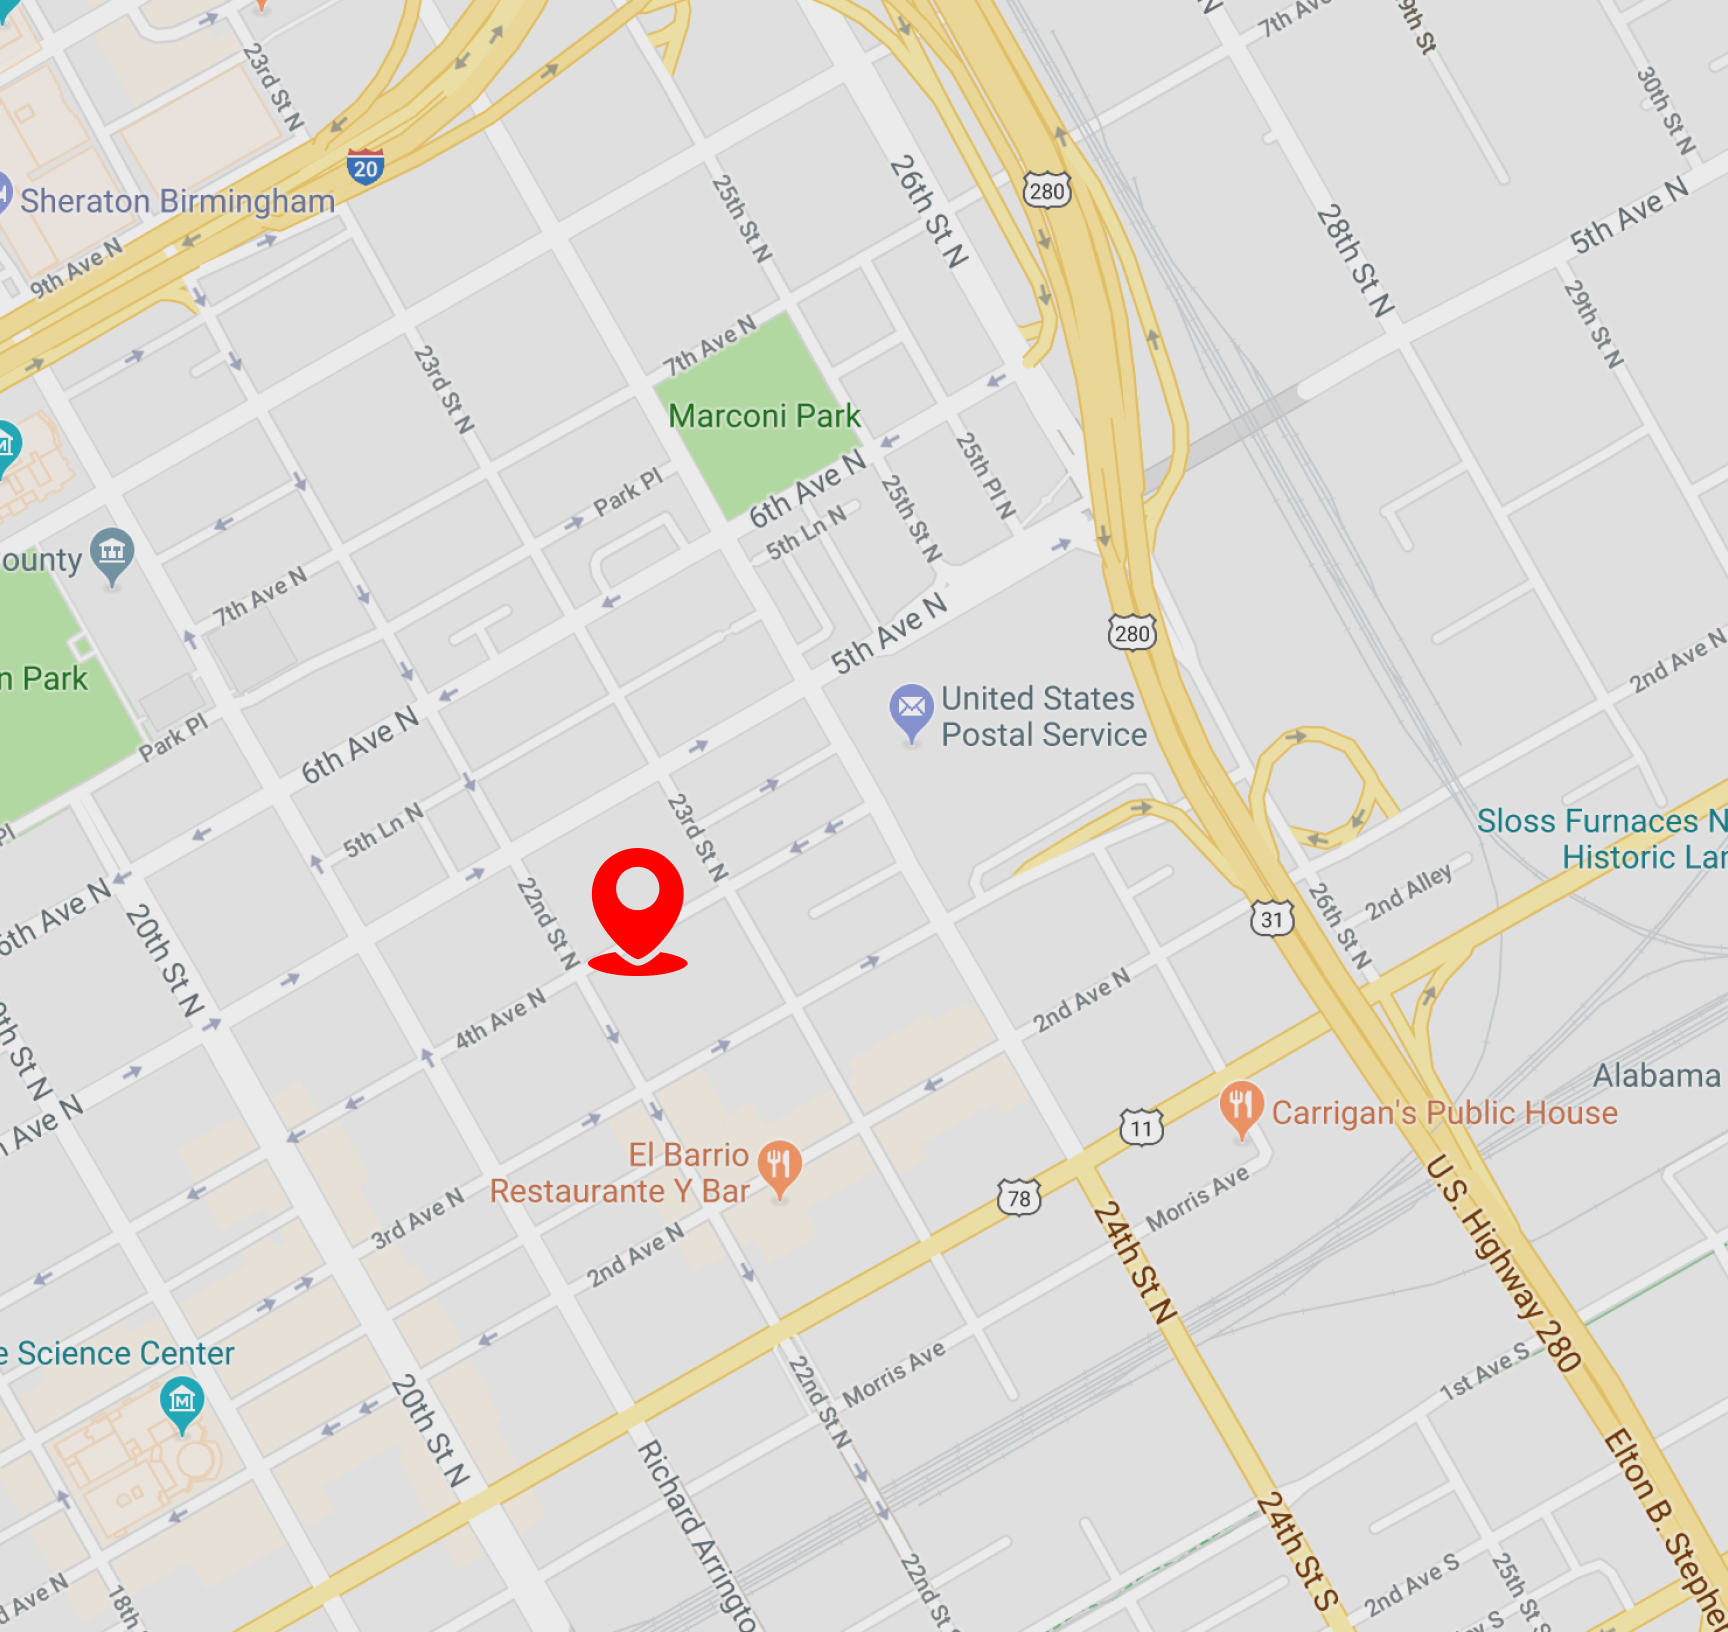 23rd St N
7th Ave
29th St
30th St N
20
Sheraton Birmingham
9th Ave N
25th St N
26th St N
280
28th St N
5th Ave N
29th St N
7th Ave N
23rd St N
Marconi Park
6th Ave N
25th Pl N
Park Pl
5th Ln N
25th St N
ounty
7th Ave N
5th Ave N
280
n Park
Park Pl
United States
Postal Service
2nd Ave N
6th Ave N
5th Ln N
23rd St N
Sloss Furnaces N
Historic Lan
Pl
6th Ave N
20th St N
22nd St N
31
26th St N
2nd Alley
2nd Ave N
4th Ave N
9th St N
h Ave N
Alabama
Carrigan's Public House
11
El Barrio
Restaurante Y Bar
78
Morris Ave
3rd Ave N
2nd Ave N
24th St N
U.S. Highway 280
e Science Center
20th St N
22nd St N
Morris Ave
1st Ave S
Richard Arringto
24th St S
Elton B. Stephe
d Ave N
18th
22nd St S
2nd Ave S
25th St S